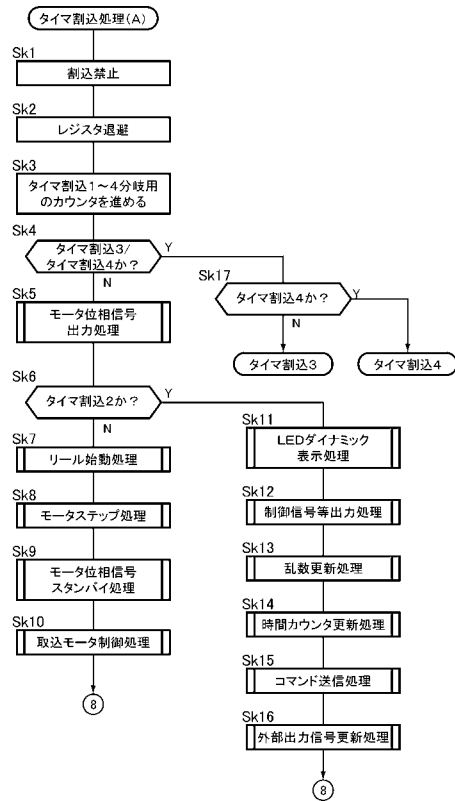 タイマ割込処理(A)
Sk1
割込禁止
Sk2
レジスタ退避
Sk3
タイマ割込1～4分岐用
のカウンタを進める
Sk4
タイマ割込3/
タイマ割込4か？
Y
N
Sk17
タイマ割込4か？
Y
N
タイマ割込3
タイマ割込4
Sk5
モータ位相信号
出力処理
Sk6
タイマ割込2か？
Y
N
Sk7
リール始動処理
Sk8
モータステップ処理
Sk9
モータ位相信号
スタンバイ処理
Sk10
取込モータ制御処理
8
Sk11
LEDダイナミック
表示処理
Sk12
制御信号等出力処理
Sk13
乱数更新処理
Sk14
時間カウンタ更新処理
Sk15
コマンド送信処理
Sk16
外部出力信号更新処理
8